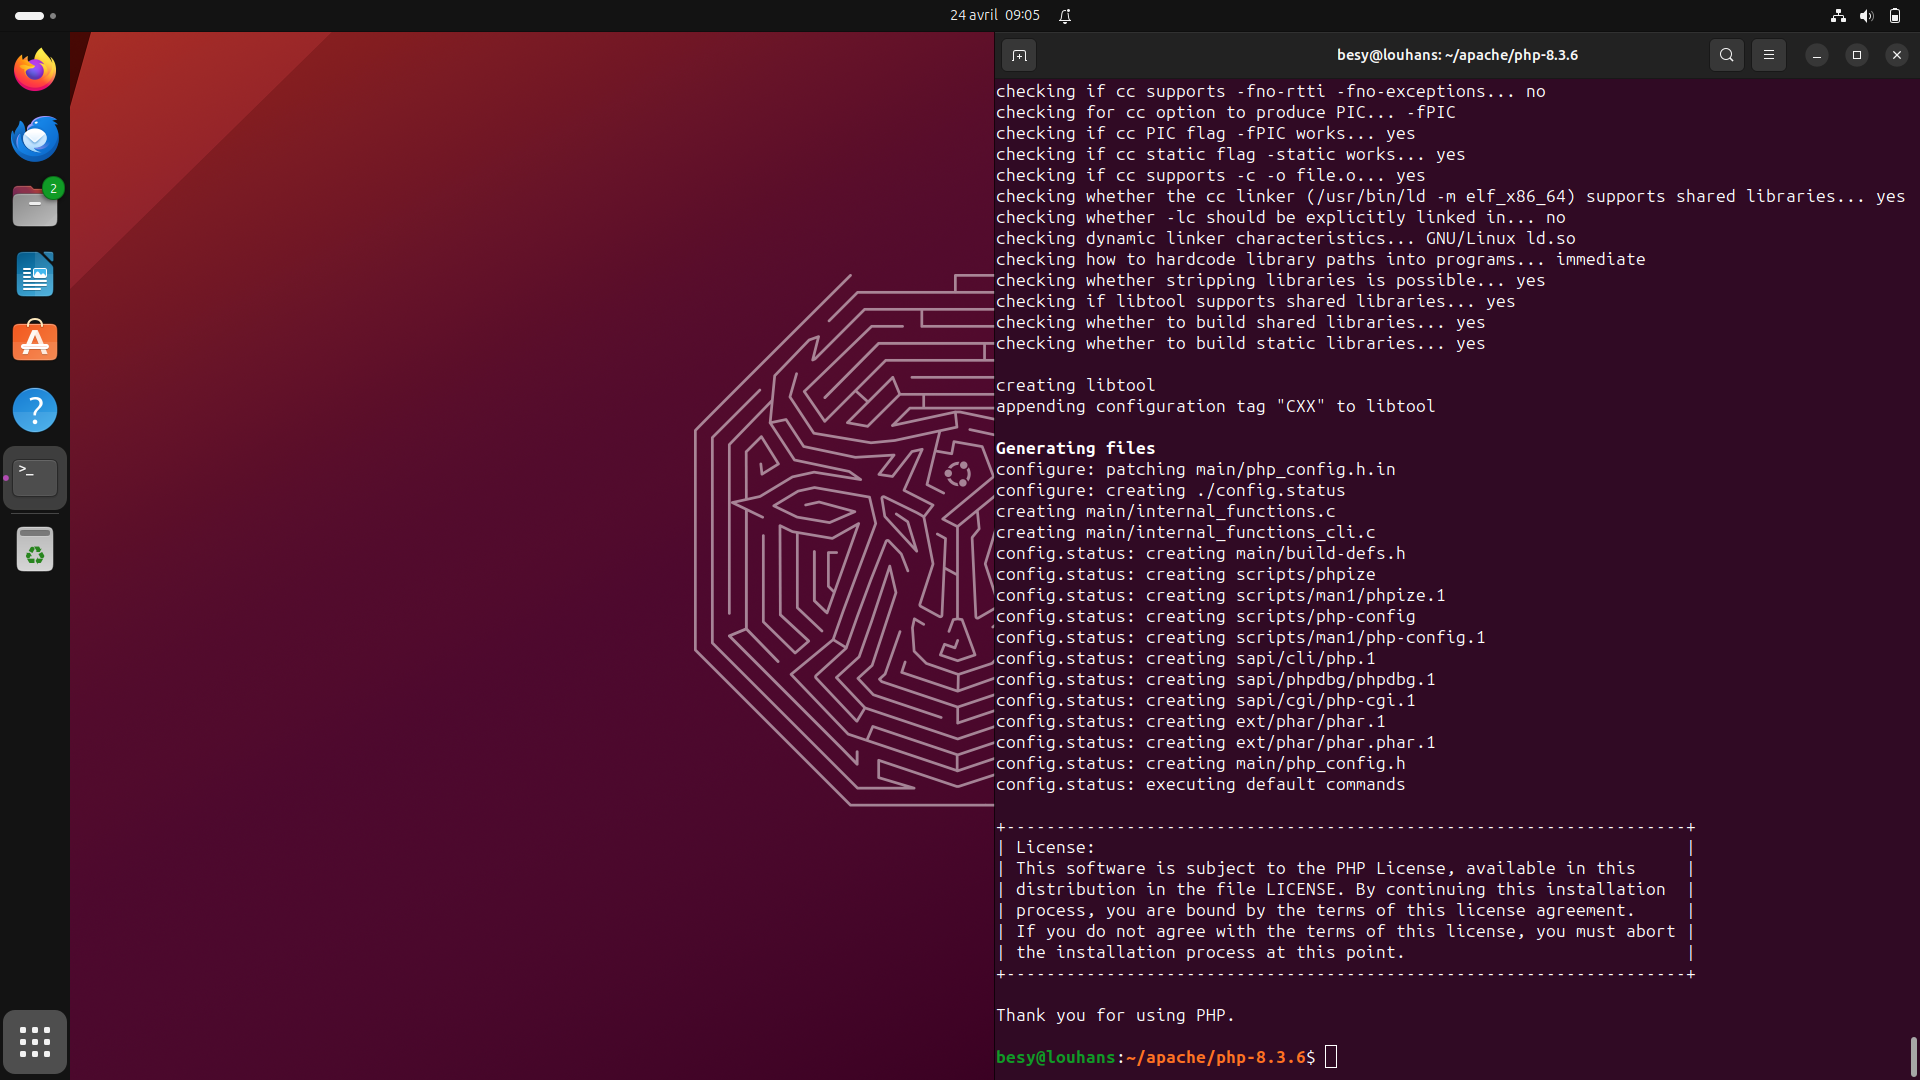 24 avril 09:05
2
>_
?
besy@louhans: ~/apache/php-8.3.6
checking if cc supports -fno-rtti -fno-exceptions... no
checking for cc option to produce PIC... -fPIC
checking if cc PIC flag -fPIC works... yes
checking if cc static flag -static works... yes
checking if cc supports -c -o file.o... yes
checking whether the cc linker (/usr/bin/ld -m elf_x86_64) supports shared libraries... yes
checking whether -lc should be explicitly linked in... no
checking dynamic linker characteristics... GNU/Linux ld.so
checking how to hardcode library paths into programs... immediate
checking whether stripping libraries is possible... yes
checking if libtool supports shared libraries... yes
checking whether to build shared libraries... yes
checking whether to build static libraries... yes
creating libtool
appending configuration tag "CXX" to libtool
Generating files
configure: patching main/php_config.h.in
configure: creating ./config.status
creating main/internal_functions.c
creating main/internal_functions_cli.c
config.status: creating main/build-defs.h
config.status: creating scripts/phpize
config.status: creating scripts/man1/phpize.1
config.status: creating scripts/php-config
config.status: creating scripts/man1/php-config.1
config.status: creating sapi/cli/php.1
config.status: creating sapi/phpdbg/phpdbg.1
config.status: creating sapi/cgi/php-cgi.1
config.status: creating ext/phar/phar.1
config.status: creating ext/phar/phar.phar.1
config.status: creating main/php_config.h
config.status: executing default commands
+--------------------------------------------------------------------+
| License:                                                           |
| This software is subject to the PHP License, available in this     |
| distribution in the file LICENSE. By continuing this installation  |
| process, you are bound by the terms of this license agreement.     |
| If you do not agree with the terms of this license, you must abort |
| the installation process at this point.                            |
+--------------------------------------------------------------------+
Thank you for using PHP.
besy@louhans:~/apache/php-8.3.6$